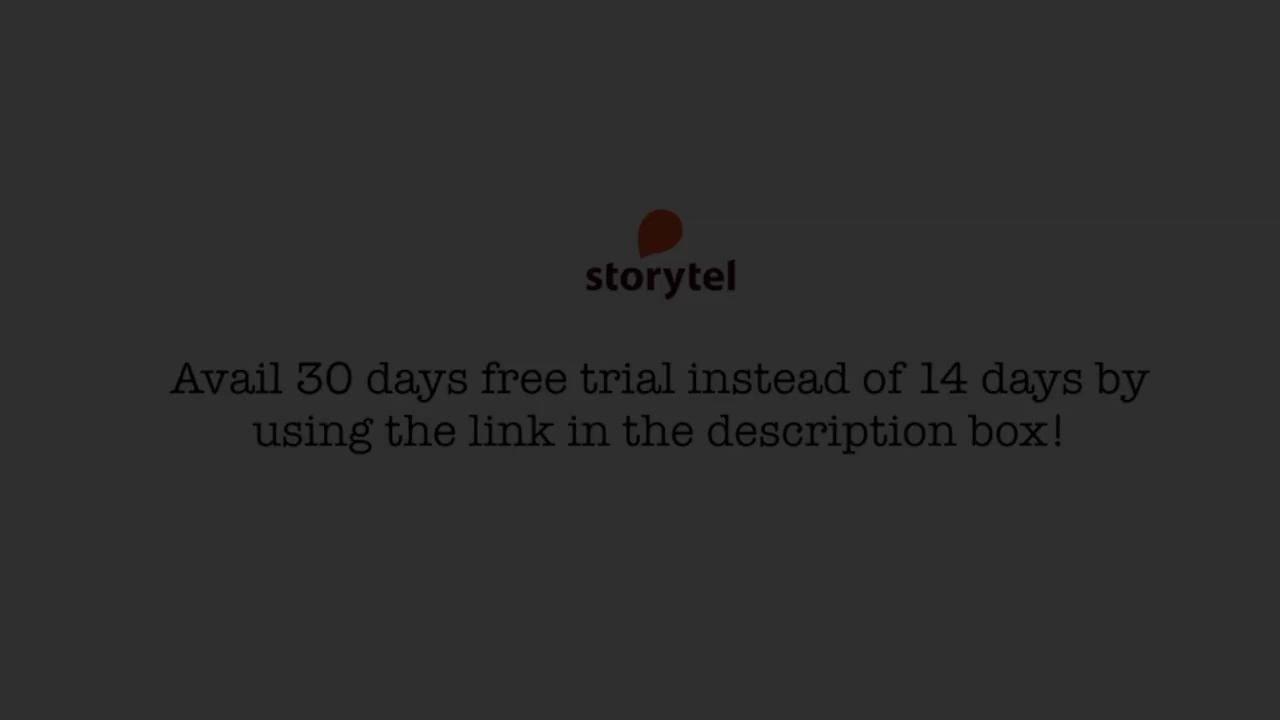 storytel
Avail 30 days free trial instead of 14 days by
using the link in the description box!